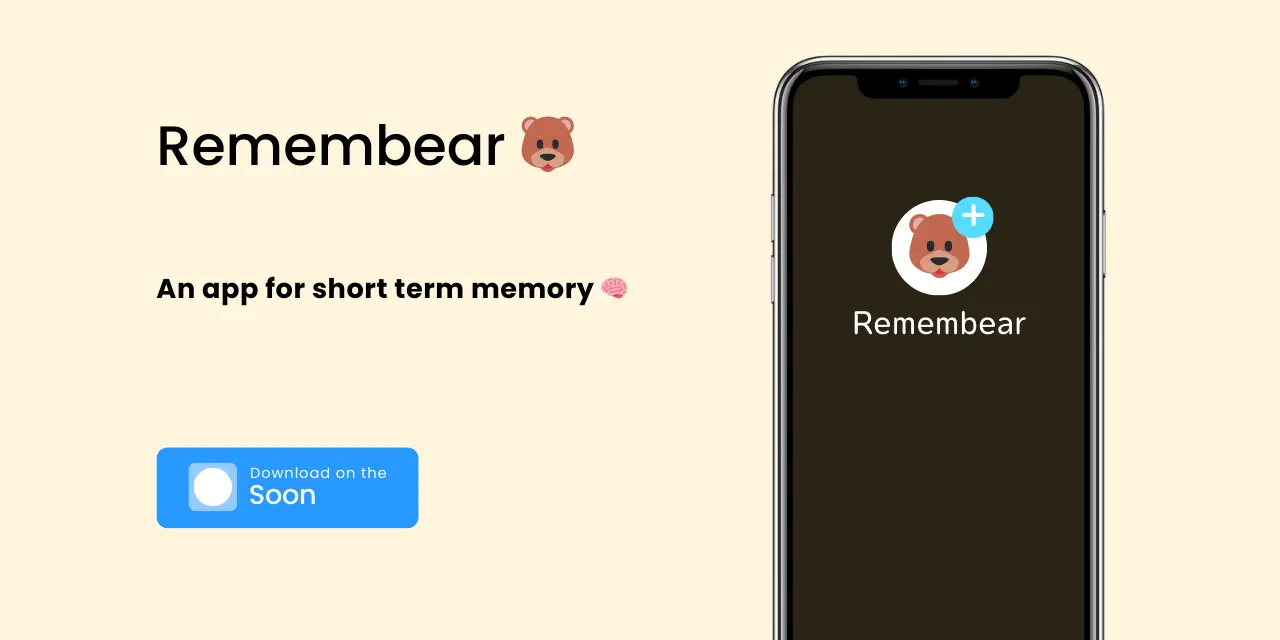 Remembear 🐻
An app for short term memory 🧠
Download on the
Soon
Remembear